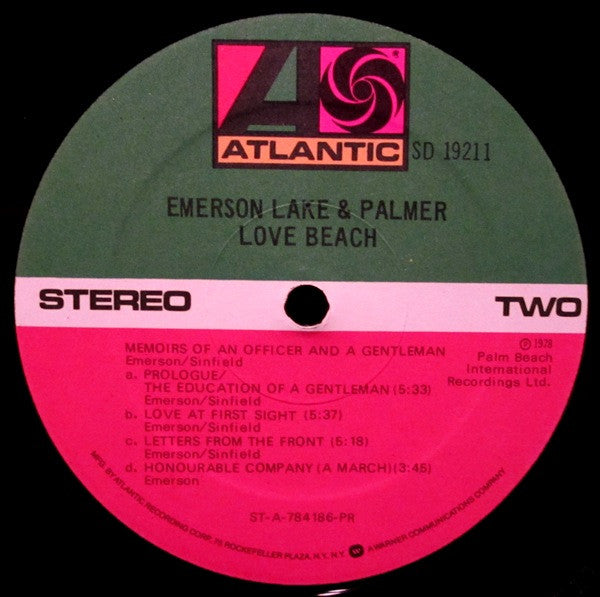 ATLANTIC
®
SD 19211
EMERSON LAKE & PALMER
LOVE BEACH
STEREO
TWO
MEMOIRS OF AN OFFICER AND A GENTLEMAN
Emerson/Sinfield
a. PROLOGUE/
THE EDUCATION OF A GENTLEMAN (5:33)
Emerson/Sinfield
b. LOVE AT FIRST SIGHT (5:37)
Emerson/Sinfield
c. LETTERS FROM THE FRONT (5:18)
Emerson/Sinfield
d. HONOURABLE COMPANY (A MARCH) (3:45)
Emerson
℗ 1978
Palm Beach
International
Recordings Ltd.
ST-A-784186-PR
MFG. BY ATLANTIC RECORDING CORP. 75 ROCKEFELLER PLAZA, N.Y., N.Y. A WARNER COMMUNICATIONS COMPANY